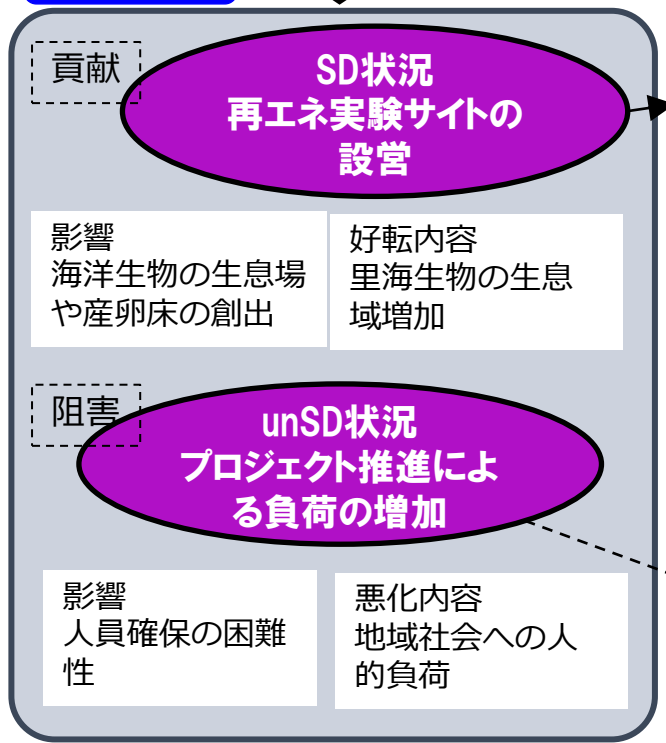 貢献
SD状況
再エネ実験サイトの
設営
影響
海洋生物の生息場
や産卵床の創出
好転内容
里海生物の生息
域増加
阻害
unSD状況
プロジェクト推進によ
る負荷の増加
影響
人員確保の困難
性
悪化内容
地域社会への人
的負荷